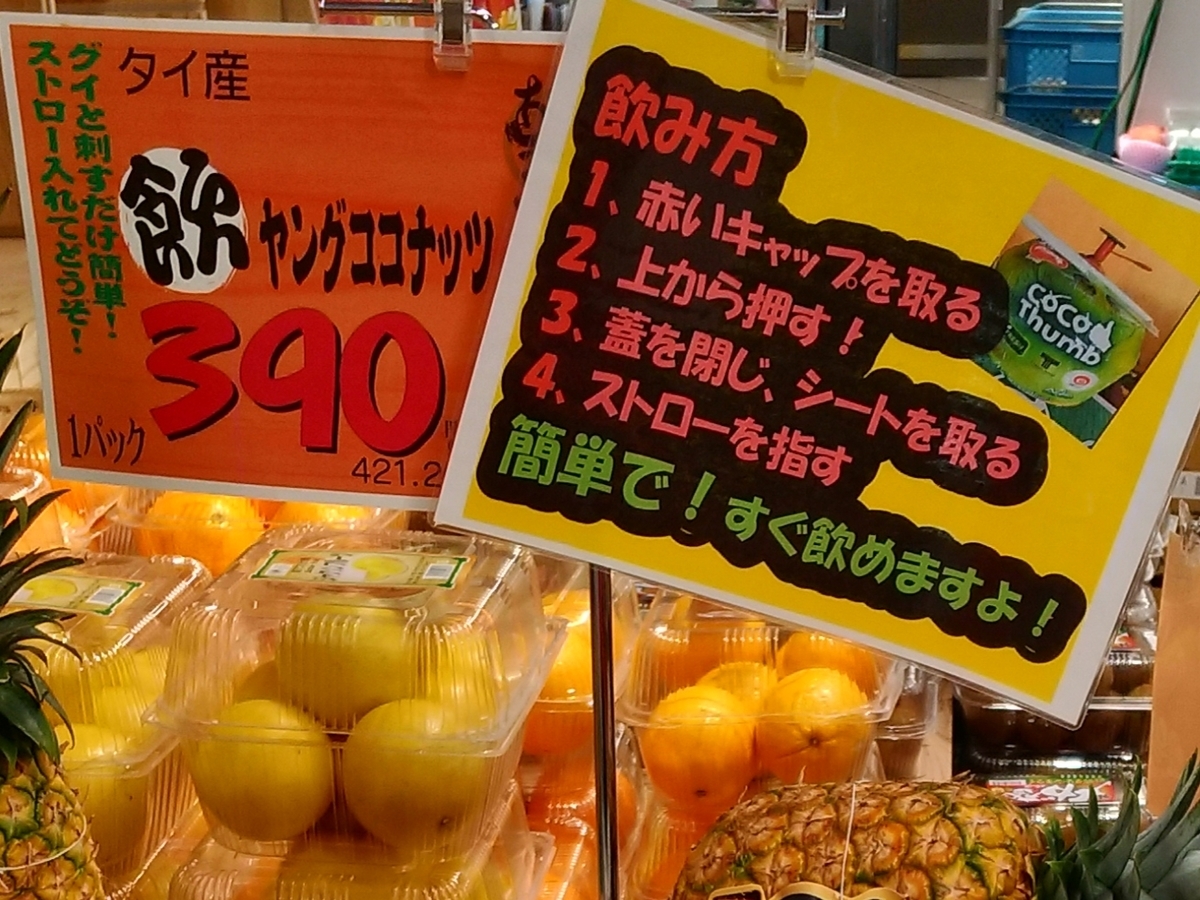 グイと刺すだけ簡単！
ストロー入れてどうぞ！
タイ産
飲
ヤングココナッツ
390
1パック
421.2
飲み方
1、赤いキャップを取る
2、上から押す！
3、蓋を閉じ、シートを取る
4、ストローを指す
簡単で！すぐ飲めますよ！
CoCo
Thumb